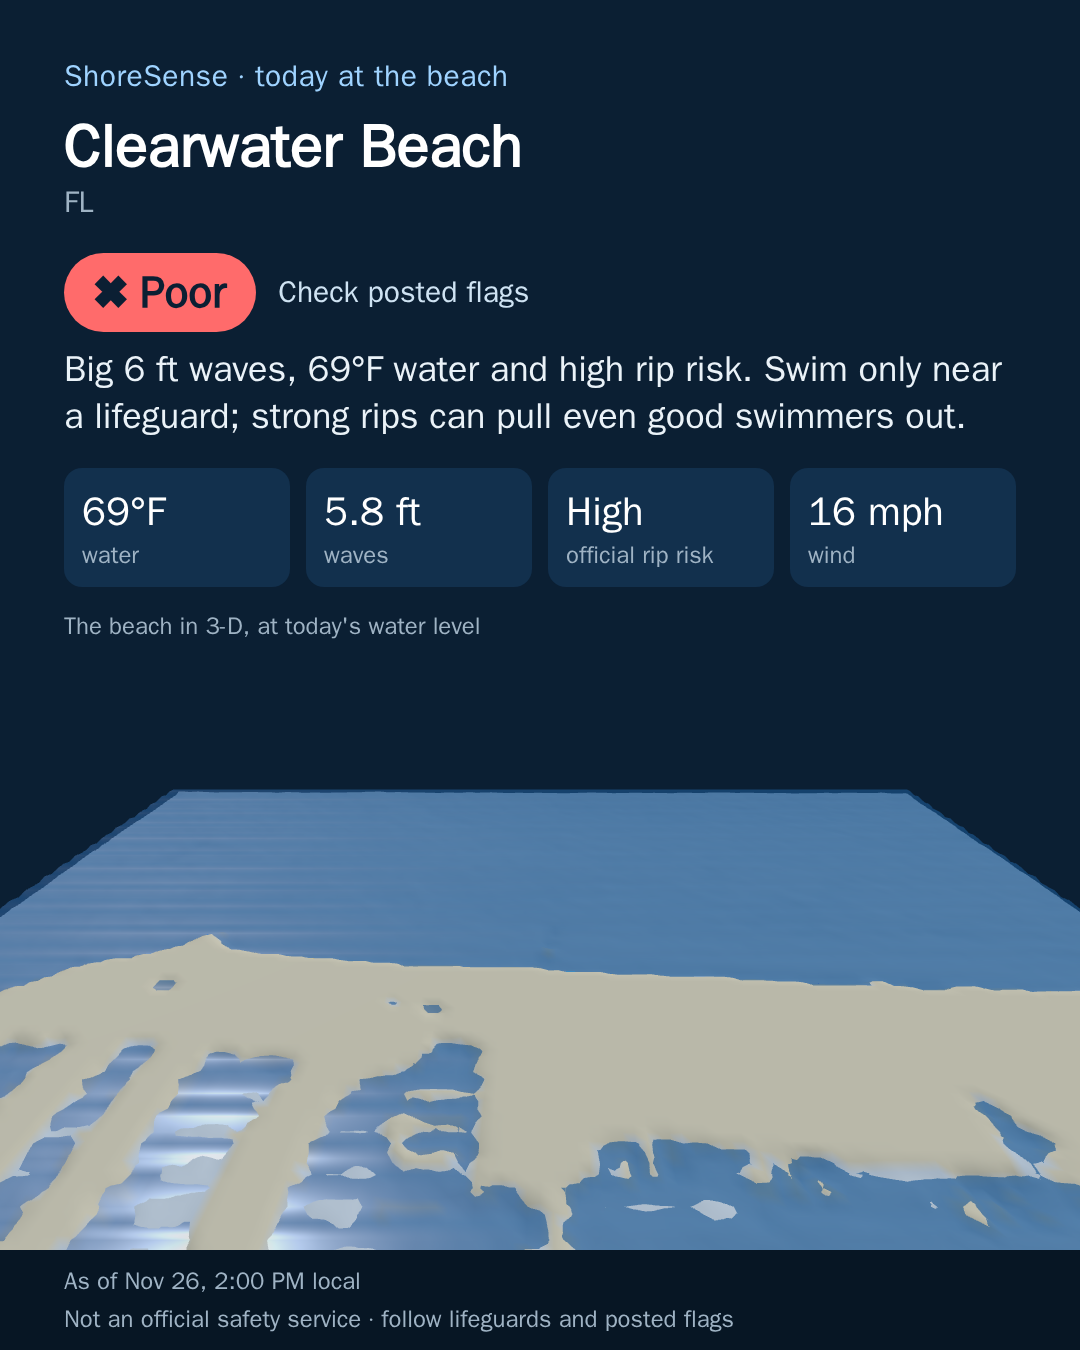 ShoreSense · today at the beach
Clearwater Beach
FL
✖ Poor
Check posted flags
Big 6 ft waves, 69°F water and high rip risk. Swim only near
a lifeguard; strong rips can pull even good swimmers out.
69°F
water
5.8 ft
waves
High
official rip risk
16 mph
wind
The beach in 3-D, at today's water level
As of Nov 26, 2:00 PM local
Not an official safety service · follow lifeguards and posted flags